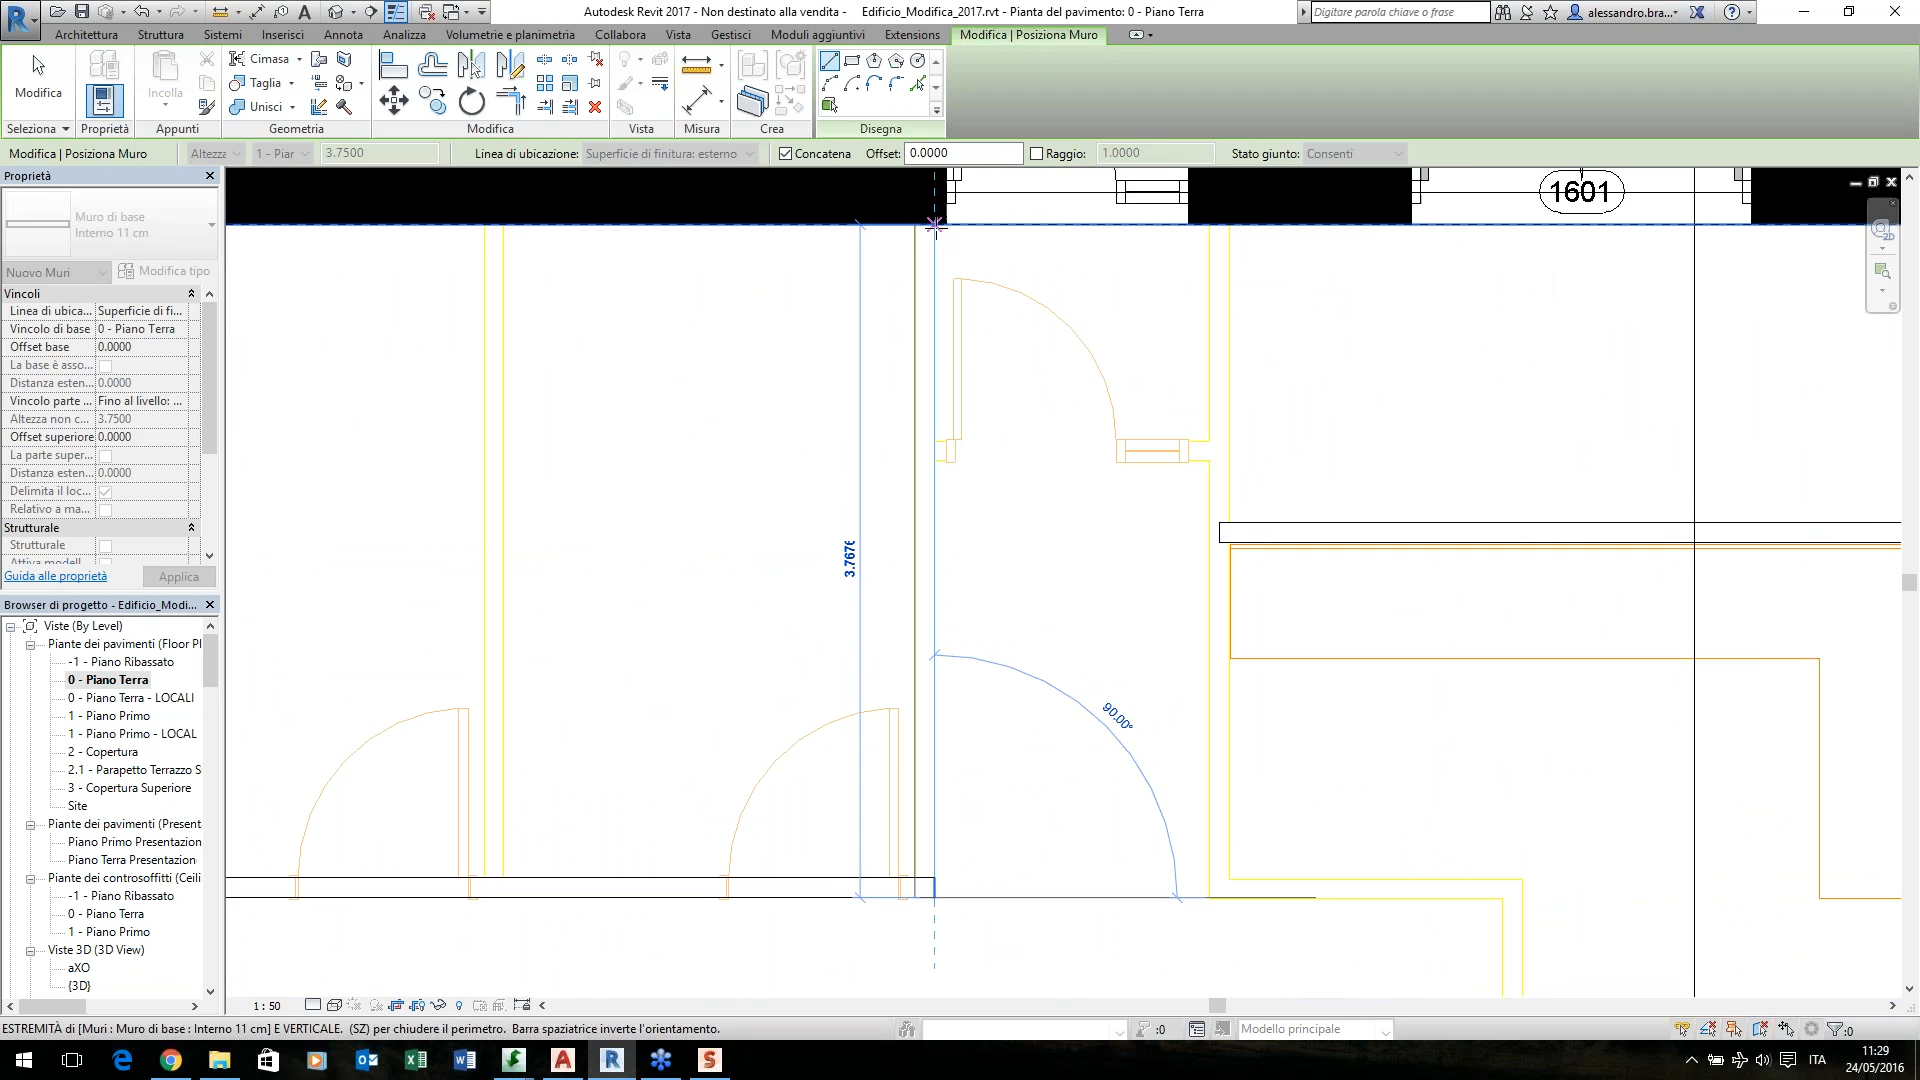 Autodesk Revit 2017 - Non destinato alla vendita - Edificio_Modifica_2017.rvt - Pianta del pavimento: 0 - Piano Terra
Digitare parola chiave o frase
alessandro.bra...
Architettura
Struttura
Sistemi
Inserisci
Annota
Analizza
Volumetrie e planimetria
Collabora
Vista
Gestisci
Moduli aggiuntivi
Extensions
Modifica | Posiziona Muro
Modifica
Incolla
Cimasa
Taglia
Unisci
Seleziona
Proprietà
Appunti
Geometria
Modifica
Vista
Misura
Crea
Disegna
Modifica | Posiziona Muro
Altezz
1 - Piar
3.7500
Linea di ubicazione:
Superficie di finitura: esterno
Concatena
Offset:
0.0000
Raggio:
1.0000
Stato giunto:
Consenti
Proprietà
Muro di base
Interno 11 cm
Nuovo Muri
Modifica tipo
Vincoli
Linea di ubica... Superficie di fi...
Vincolo di base 0 - Piano Terra
Offset base 0.0000
La base è asso...
Distanza esten... 0.0000
Vincolo parte ... Fino al livello: ...
Altezza non c... 3.7500
Offset superiore 0.0000
La parte super...
Distanza esten... 0.0000
Delimita il loc...
Relativo a ma...
Strutturale
Strutturale
Attiva modell
Guida alle proprietà
Applica
Browser di progetto - Edificio_Modi...
Viste (By Level)
Piante dei pavimenti (Floor Pl
-1 - Piano Ribassato
0 - Piano Terra
0 - Piano Terra - LOCALI
1 - Piano Primo
1 - Piano Primo - LOCAL
2 - Copertura
2.1 - Parapetto Terrazzo S
3 - Copertura Superiore
Site
Piante dei pavimenti (Present
Piano Primo Presentazion
Piano Terra Presentazion
Piante dei controsoffitti (Ceili
-1 - Piano Ribassato
0 - Piano Terra
1 - Piano Primo
Viste 3D (3D View)
aXO
{3D}
1601
2D
3.7676
90.00°
1 : 50
ESTREMITÀ di [Muri : Muro di base : Interno 11 cm] E VERTICALE. (SZ) per chiudere il perimetro. Barra spaziatrice inverte l'orientamento.
:0
Modello principale
:0
ITA
11:29
24/05/2016